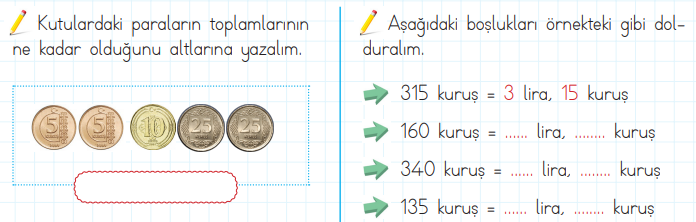 Kutulardaki paraların toplamlarının
ne kadar olduğunu altlarına yazalım.
5 5 10 25 25
Aşağıdaki boşlukları örnekteki gibi dol-
duralım.
315 kuruş = 3 lira, 15 kuruş
160 kuruş = ...... lira, ........ kuruş
340 kuruş = ...... lira, ........ kuruş
135 kuruş = ...... lira, ........ kuruş